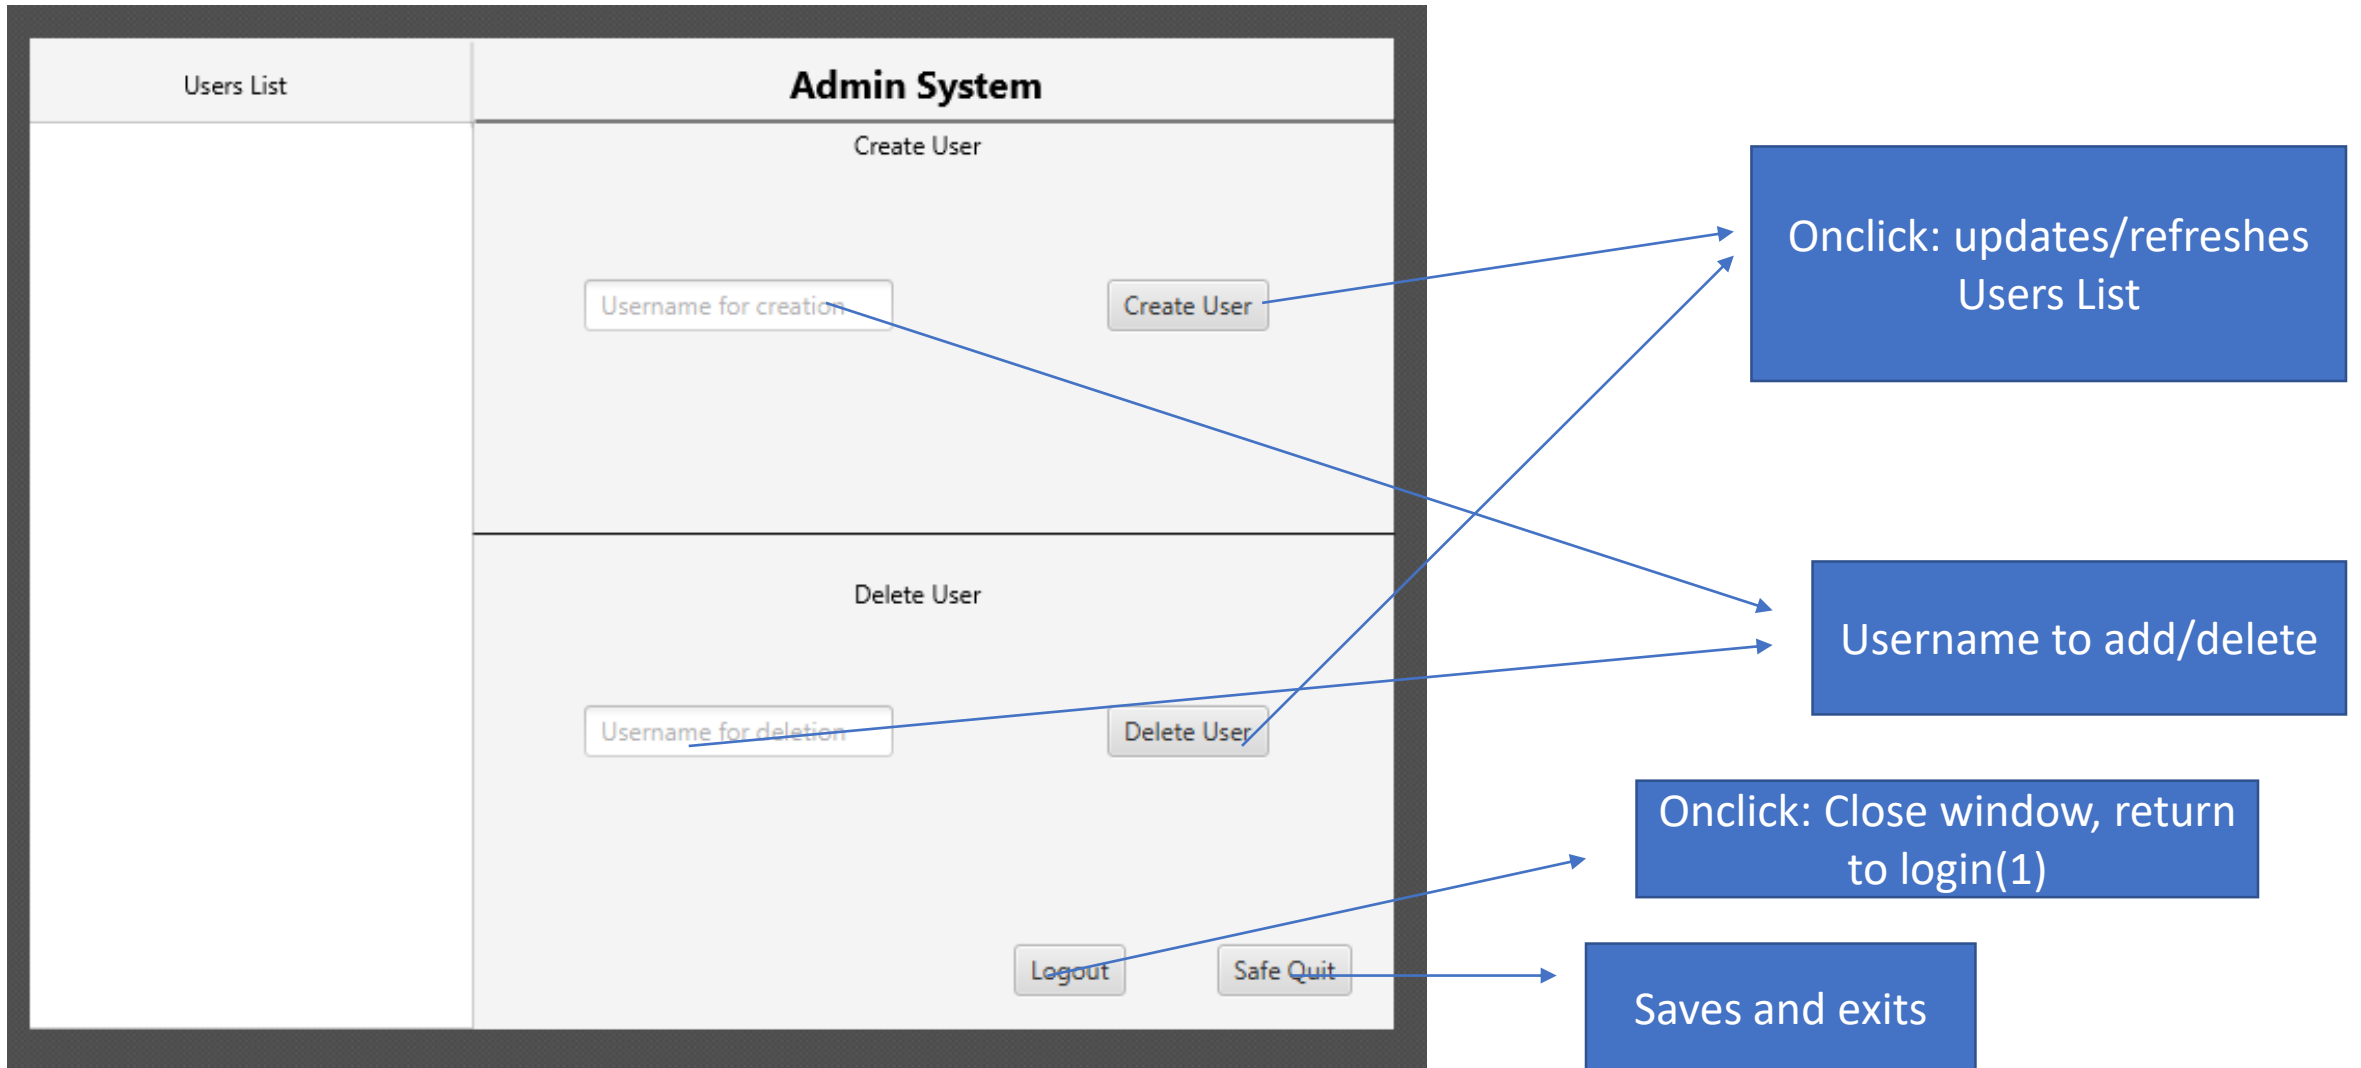 Users List
Admin System
Create User
Username for creation
Create User
Delete User
Username for deletion
Delete User
Logout
Safe Quit
Onclick: updates/refreshes
Users List
Username to add/delete
Onclick: Close window, return
to login(1)
Saves and exits